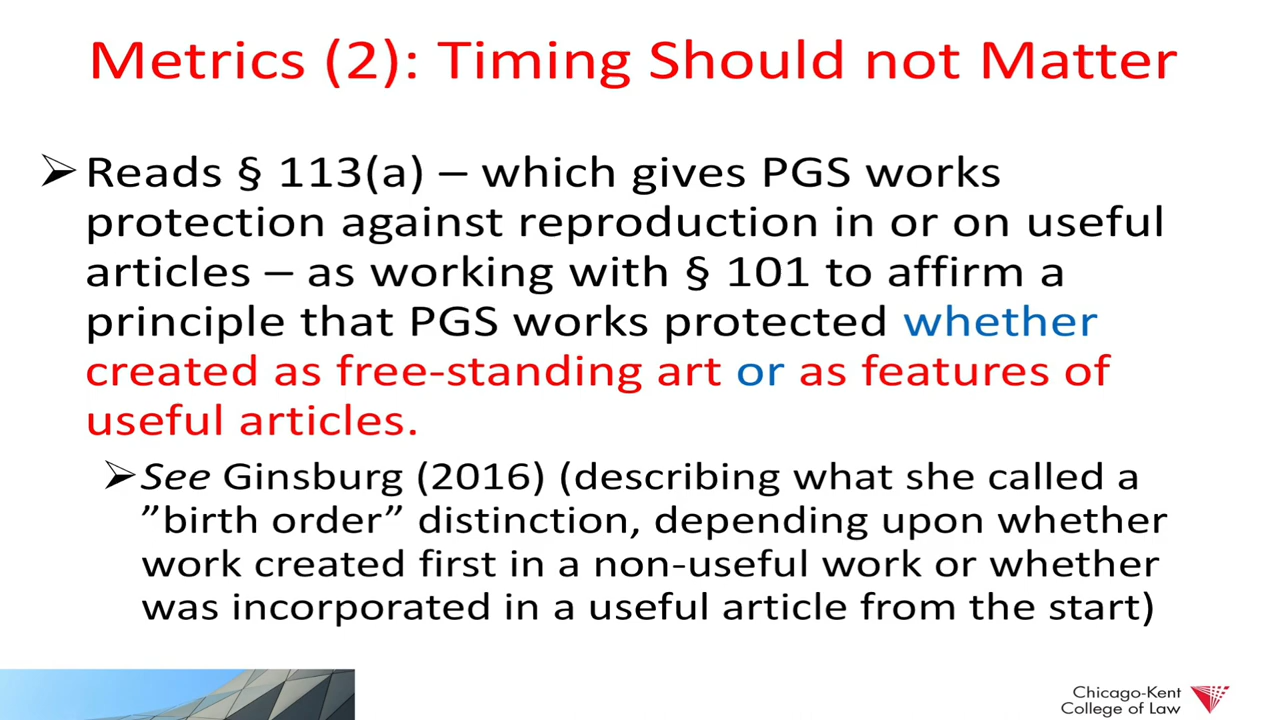 Metrics (2): Timing Should not Matter
Reads § 113(a) – which gives PGS works
protection against reproduction in or on useful
articles – as working with § 101 to affirm a
principle that PGS works protected whether
created as free-standing art or as features of
useful articles.
See Ginsburg (2016) (describing what she called a
”birth order” distinction, depending upon whether
work created first in a non-useful work or whether
was incorporated in a useful article from the start)
Chicago-Kent
College of Law